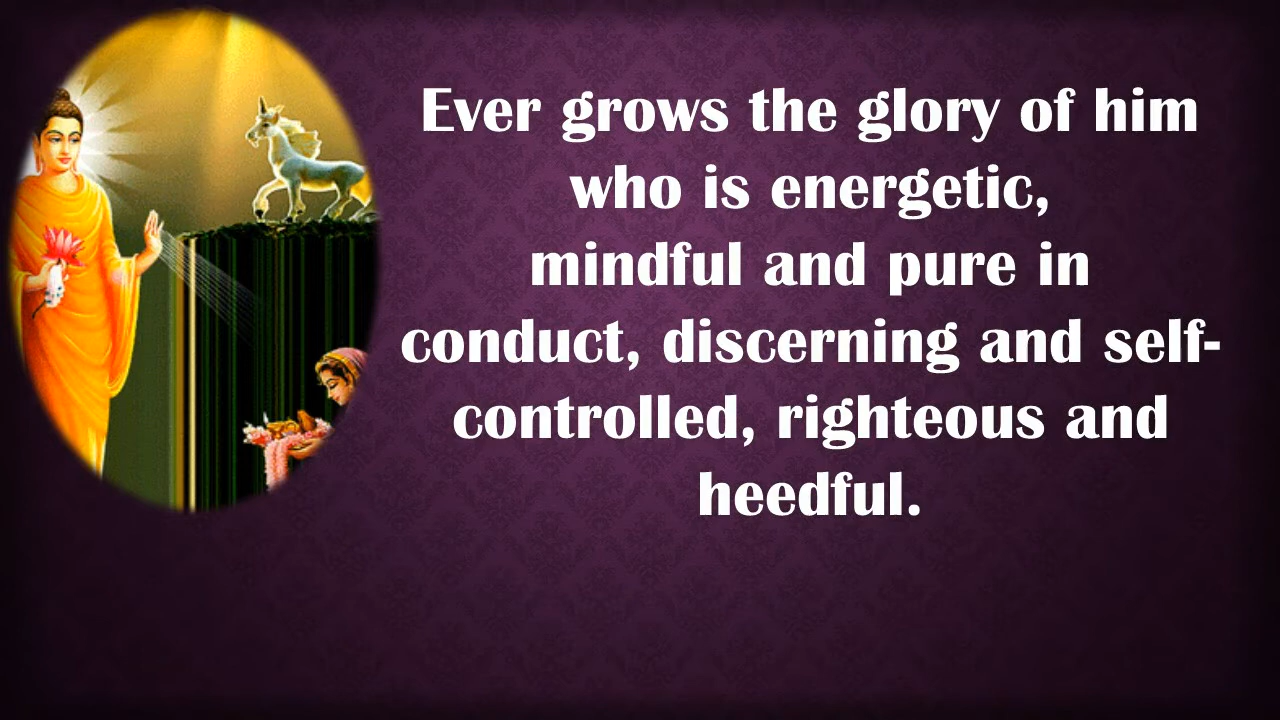 Ever grows the glory of him
who is energetic,
mindful and pure in
conduct, discerning and self-
controlled, righteous and
heedful.